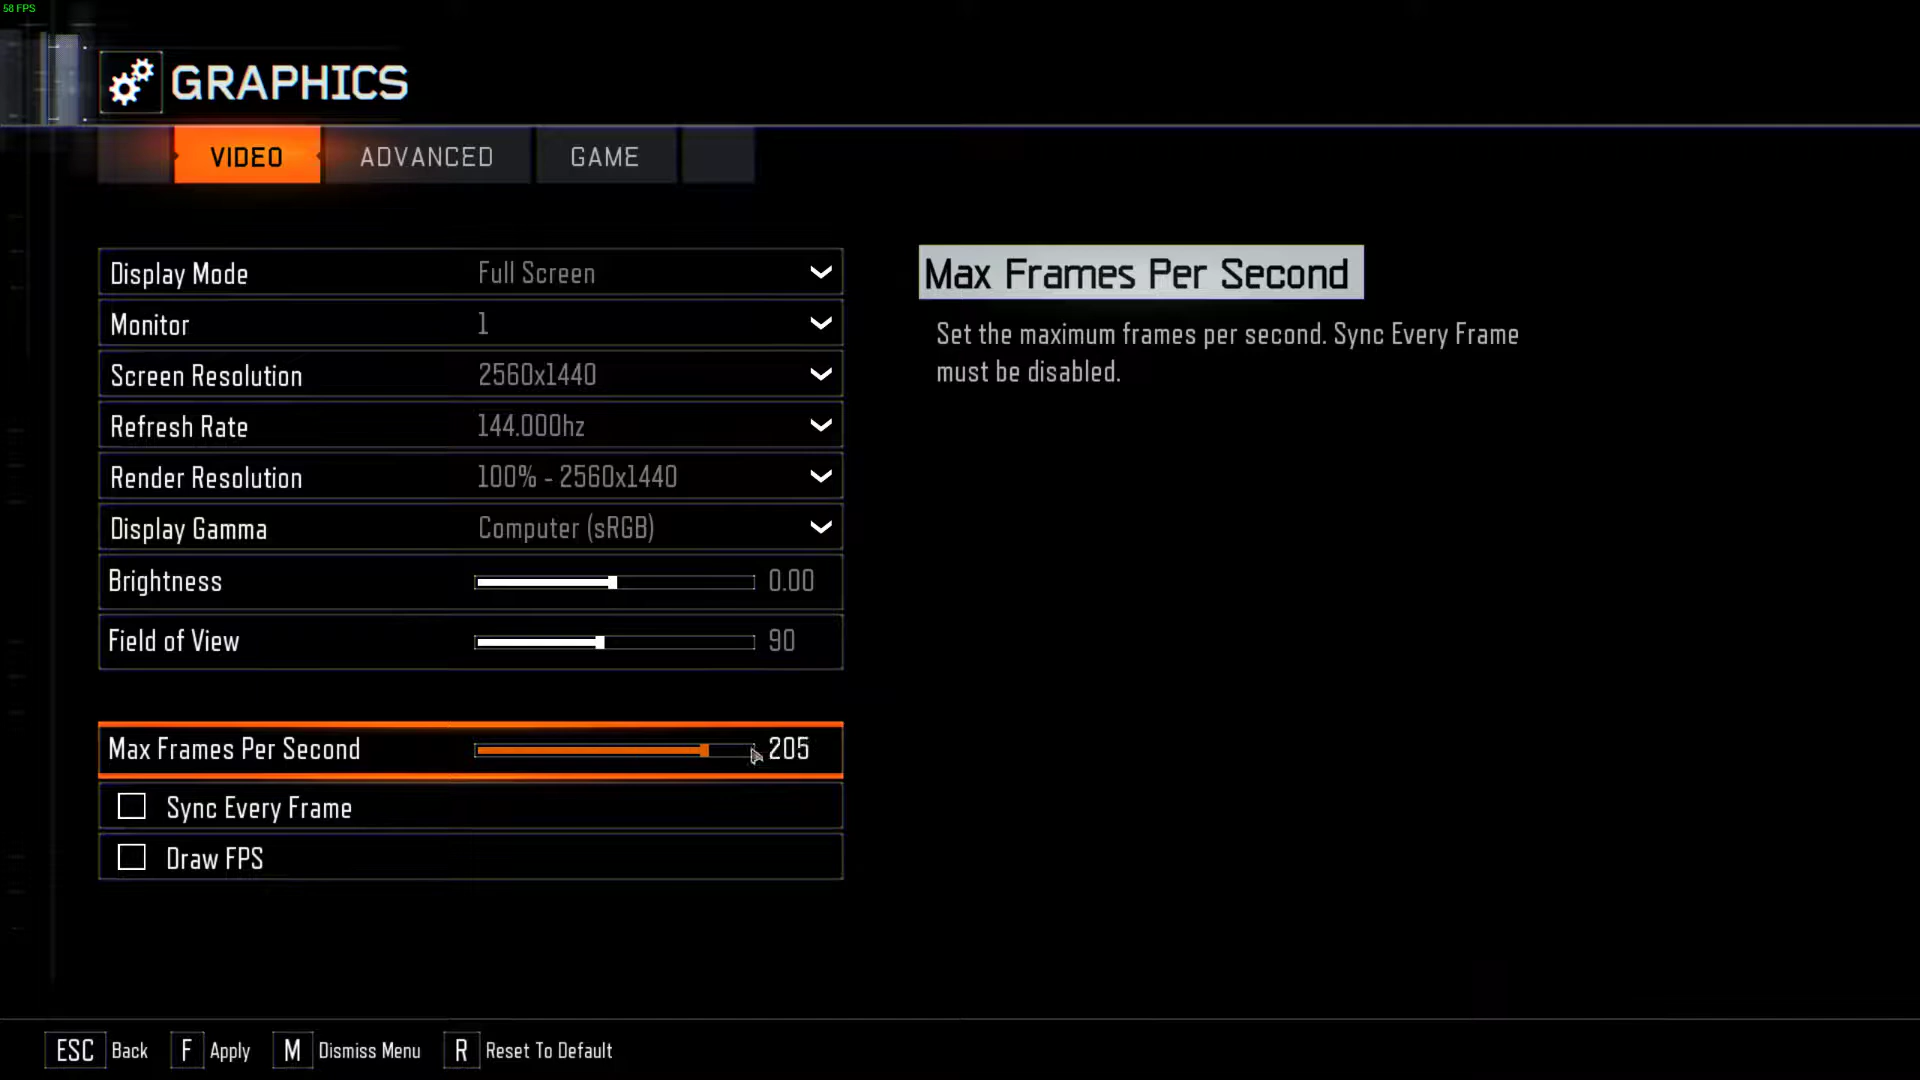 58 FPS
GRAPHICS
VIDEO ADVANCED GAME
Display Mode Full Screen
Monitor 1
Screen Resolution 2560x1440
Refresh Rate 144.000hz
Render Resolution 100% - 2560x1440
Display Gamma Computer (sRGB)
Brightness 0.00
Field of View 90
Max Frames Per Second 205
Sync Every Frame
Draw FPS
Max Frames Per Second
Set the maximum frames per second. Sync Every Frame
must be disabled.
ESC Back F Apply M Dismiss Menu R Reset To Default